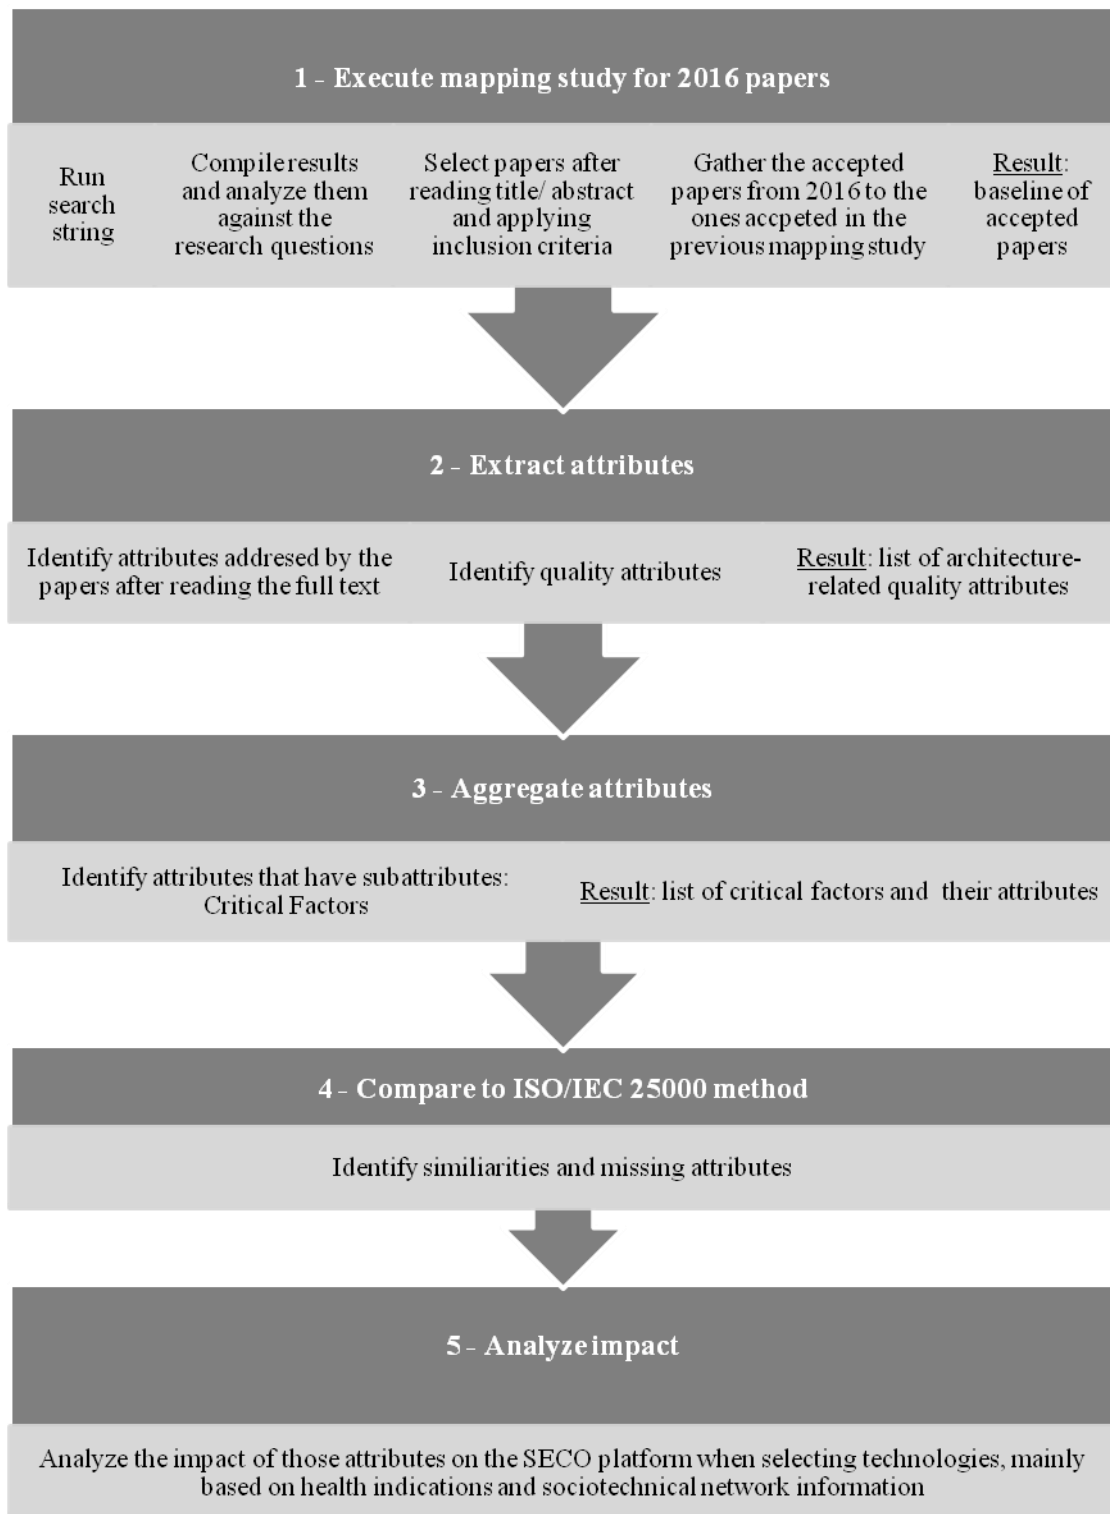 1 - Execute mapping study for 2016 papers
Run
search
string
Compile results
and analyze them
against the
research questions
Select papers after
reading title/ abstract
and applying
inclusion criteria
Gather the accepted
papers from 2016 to the
ones accpeted in the
previous mapping study
Result:
baseline of
accepted
papers
2 - Extract attributes
Identify attributes addresed by the
papers after reading the full text
Identify quality attributes
Result: list of architecture-
related quality attributes
3 - Aggregate attributes
Identify attributes that have subattributes:
Critical Factors
Result: list of critical factors and their attributes
4 - Compare to ISO/IEC 25000 method
Identify similiarities and missing attributes
5 - Analyze impact
Analyze the impact of those attributes on the SECO platform when selecting technologies, mainly
based on health indications and sociotechnical network information